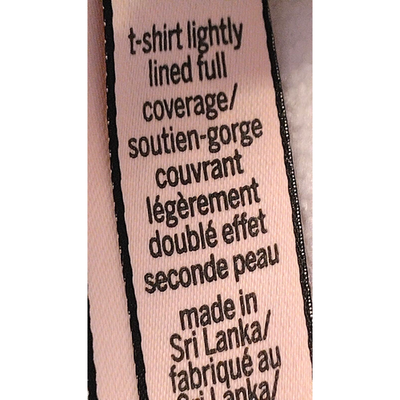 t-shirt lightly
lined full
coverage/
soutien-gorge
couvrant
légèrement
doublé effet
seconde peau
made in
Sri Lanka/
fabriqué au
Sri Lanka/